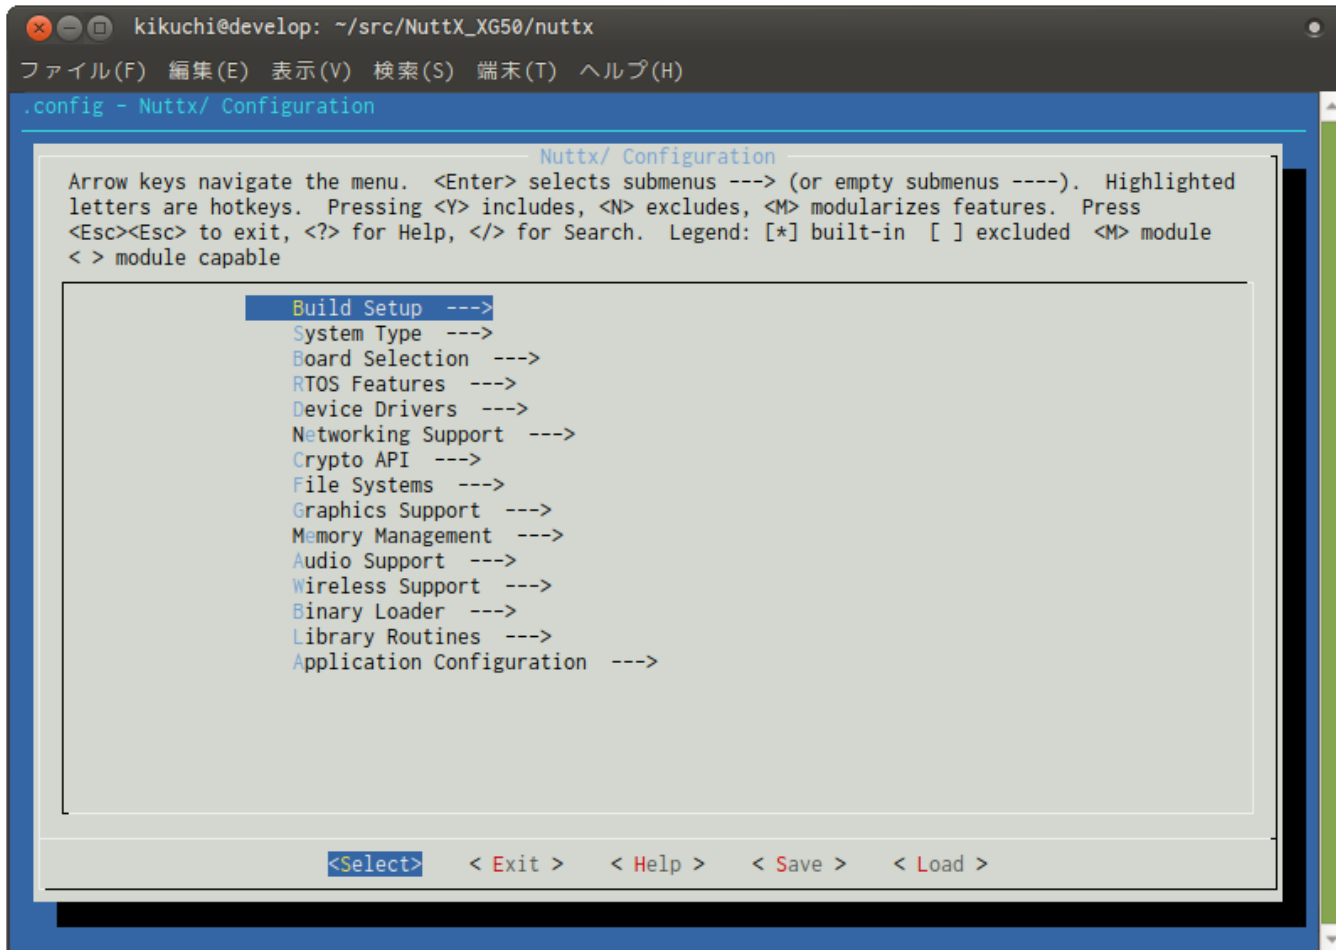 kikuchi@develop: ~/src/NuttX_XG50/nuttx
ファイル(F) 編集(E) 表示(V) 検索(S) 端末(T) ヘルプ(H)
.config - Nuttx/ Configuration
Nuttx/ Configuration
Arrow keys navigate the menu.  <Enter> selects submenus ---> (or empty submenus ----).  Highlighted
letters are hotkeys.  Pressing <Y> includes, <N> excludes, <M> modularizes features.  Press
<Esc><Esc> to exit, <?> for Help, </> for Search.  Legend: [*] built-in  [ ] excluded  <M> module
< > module capable
Build Setup  --->
System Type  --->
Board Selection  --->
RTOS Features  --->
Device Drivers  --->
Networking Support  --->
Crypto API  --->
File Systems  --->
Graphics Support  --->
Memory Management  --->
Audio Support  --->
Wireless Support  --->
Binary Loader  --->
Library Routines  --->
Application Configuration  --->
<Select>    < Exit >    < Help >    < Save >    < Load >